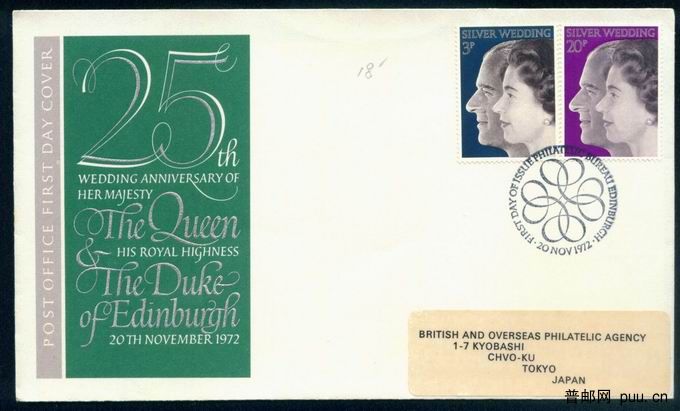 POST OFFICE FIRST DAY COVER
25th
WEDDING ANNIVERSARY OF
HER MAJESTY
The Queen
& HIS ROYAL HIGHNESS
The Duke
of Edinburgh
20TH NOVEMBER 1972
18'
SILVER WEDDING
3P
SILVER WEDDING
20P
FIRST DAY OF ISSUE PHILATELIC BUREAU EDINBURGH
· 20 NOV 1972 ·
BRITISH AND OVERSEAS PHILATELIC AGENCY
1-7 KYOBASHI
CHVO-KU
TOKYO
JAPAN
普邮网 puu.cn